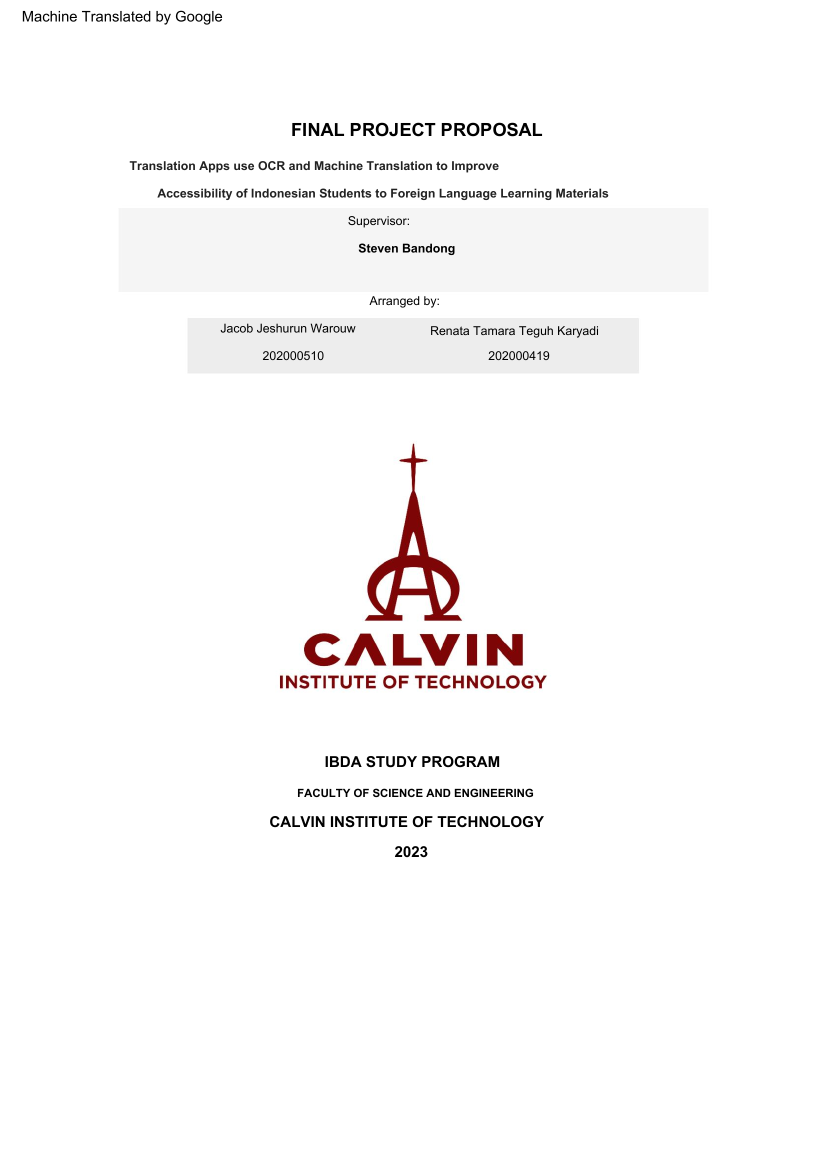 Machine Translated by Google
FINAL PROJECT PROPOSAL
Translation Apps use OCR and Machine Translation to Improve
Accessibility of Indonesian Students to Foreign Language Learning Materials
Supervisor:
Steven Bandong
Arranged by:
Jacob Jeshurun Warouw
Renata Tamara Teguh Karyadi
202000510
202000419
CALVIN
INSTITUTE OF TECHNOLOGY
IBDA STUDY PROGRAM
FACULTY OF SCIENCE AND ENGINEERING
CALVIN INSTITUTE OF TECHNOLOGY
2023